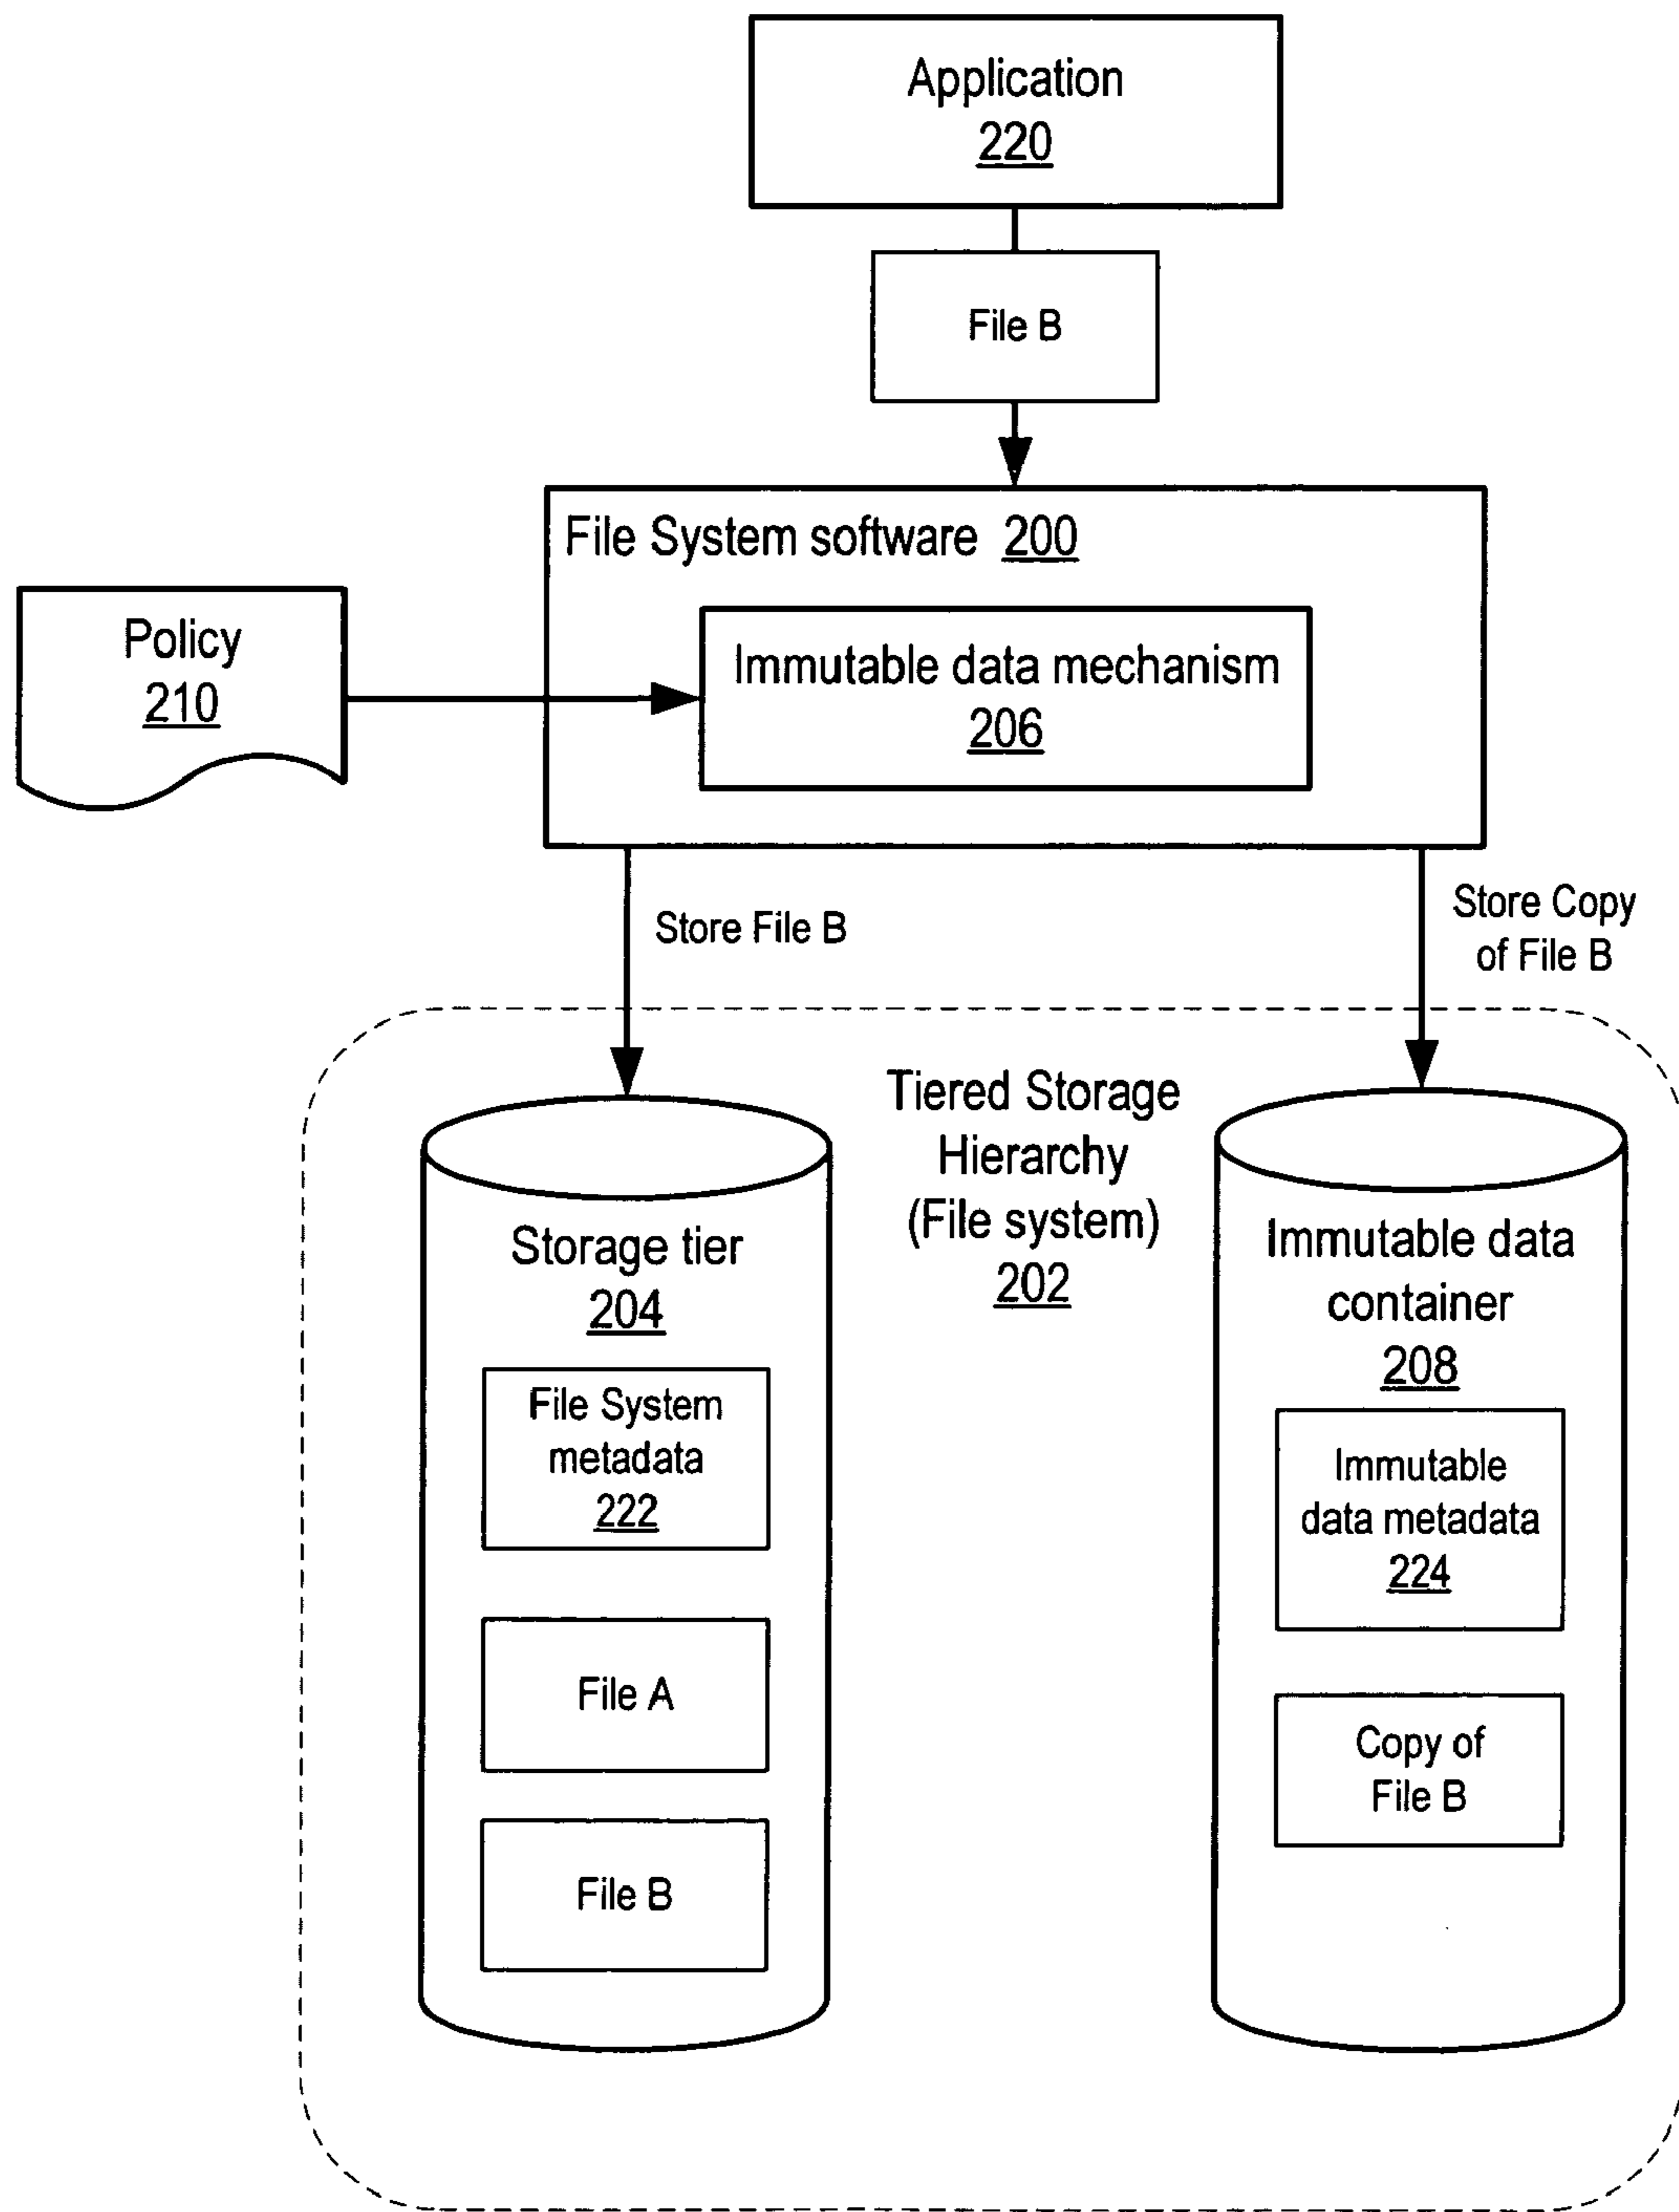 Application
220
File B
File System software 200
Policy
210
Immutable data mechanism
206
Store File B
Store Copy
of File B
Tiered Storage
Hierarchy
(File system)
202
Storage tier
204
File System
metadata
222
File A
File B
Immutable data
container
208
Immutable
data metadata
224
Copy of
File B